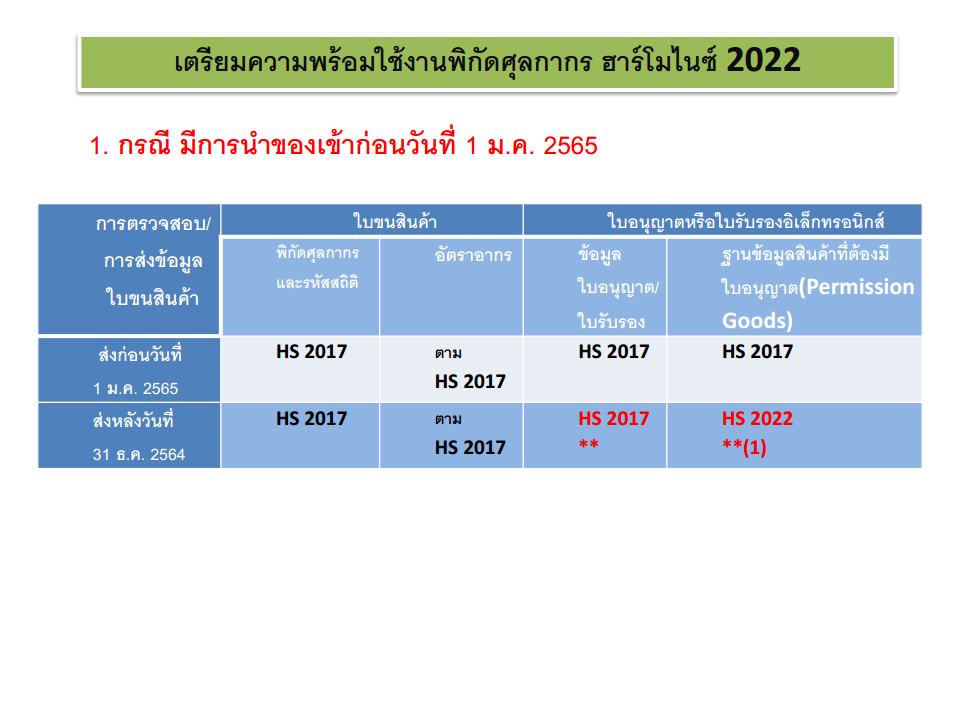 เตรียมความพร้อมใช้งานพิกัดศุลกากร ฮาร์โมไนซ์ 2022
1. กรณี มีการนำของเข้าก่อนวันที่ 1 ม.ค. 2565
การตรวจสอบ/
การส่งข้อมูล
ใบขนสินค้า
ใบขนสินค้า
ใบอนุญาตหรือใบรับรองอิเล็กทรอนิกส์
พิกัดศุลกากร
และรหัสสถิติ
อัตราอากร
ข้อมูล
ใบอนุญาต/
ใบรับรอง
ฐานข้อมูลสินค้าที่ต้องมี
ใบอนุญาต(Permission
Goods)
ส่งก่อนวันที่
1 ม.ค. 2565
HS 2017
ตาม
HS 2017
HS 2017
HS 2017
ส่งหลังวันที่
31 ธ.ค. 2564
HS 2017
ตาม
HS 2017
HS 2017
**
HS 2022
**(1)